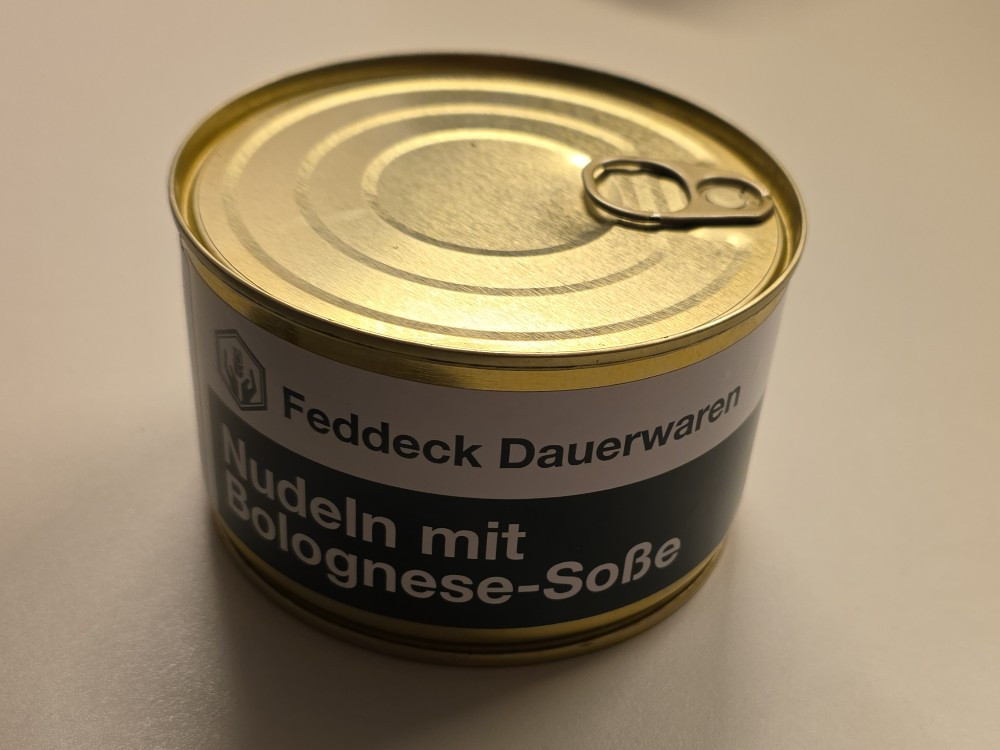 Feddeck Dauerwaren
Nudeln mit
Bolognese-Soße